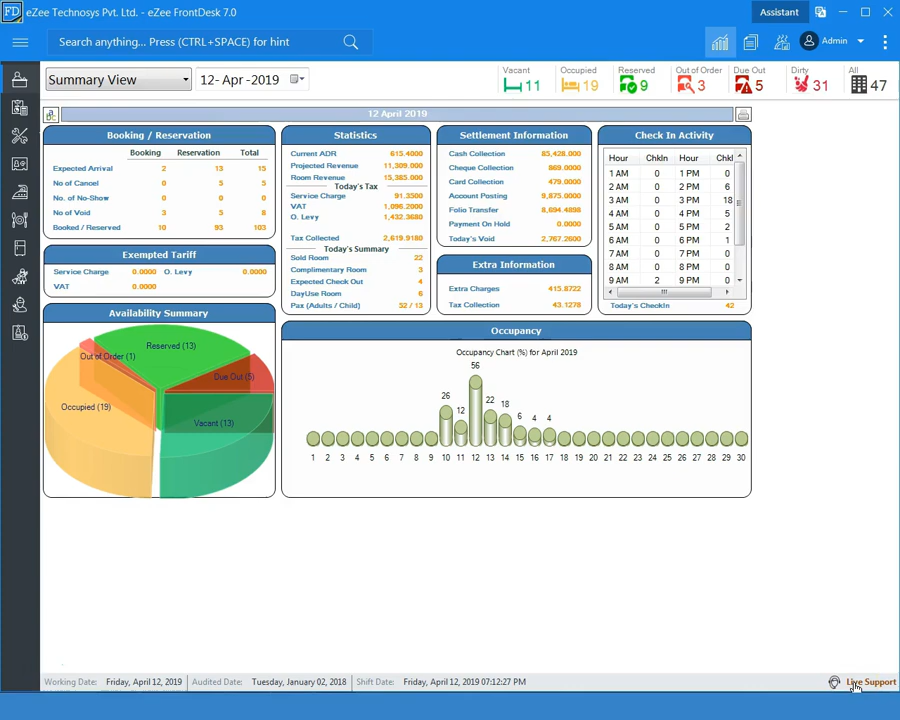 FD eZee Technosys Pvt. Ltd. - eZee FrontDesk 7.0
Assistant
Search anything... Press (CTRL+SPACE) for hint
Admin
Summary View
12- Apr -2019
Vacant
11
Occupied
19
Reserved
9
Out of Order
3
Due Out
5
Dirty
31
All
47
12 April 2019
Booking / Reservation
Booking Reservation Total
Expected Arrival 2 13 15
No of Cancel 0 5 5
No. of No-Show 0 0 0
No of Void 3 5 8
Booked / Reserved 10 93 103
Exempted Tariff
Service Charge 0.0000 O. Levy 0.0000
VAT 0.0000
Availability Summary
Reserved (13)
Out of Order (1)
Due Out (5)
Occupied (19)
Vacant (13)
Statistics
Current ADR 615.4000
Projected Revenue 11,309.000
Room Revenue 15,385.000
Today's Tax
Service Charge 91.3500
VAT 1,096.2000
O. Levy 1,432.3680
Tax Collected 2,619.9180
Today's Summary
Sold Room 22
Complimentary Room 3
Expected Check Out 4
DayUse Room 6
Pax (Adults / Child) 52 / 13
Settlement Information
Cash Collection 85,428.000
Cheque Collection 869.0000
Card Collection 479.0000
Account Posting 9,875.0000
Folio Transfer 8,694.4898
Payment On Hold 0.0000
Today's Void 2,767.2600
Extra Information
Extra Charges 415.8722
Tax Collection 43.1278
Check In Activity
Hour ChkIn Hour ChkI
1 AM 0 1 PM 0
2 AM 0 2 PM 6
3 AM 0 3 PM 18
4 AM 0 4 PM 5
5 AM 0 5 PM 2
6 AM 0 6 PM 1
7 AM 0 7 PM 0
8 AM 0 8 PM 0
9 AM 2 9 PM 0
Today's CheckIn 42
Occupancy
Occupancy Chart (%) for April 2019
26 12 56 22 18 6 4 4
1 2 3 4 5 6 7 8 9 10 11 12 13 14 15 16 17 18 19 20 21 22 23 24 25 26 27 28 29 30
Working Date: Friday, April 12, 2019 Audited Date: Tuesday, January 02, 2018 Shift Date: Friday, April 12, 2019 07:12:27 PM
Live Support